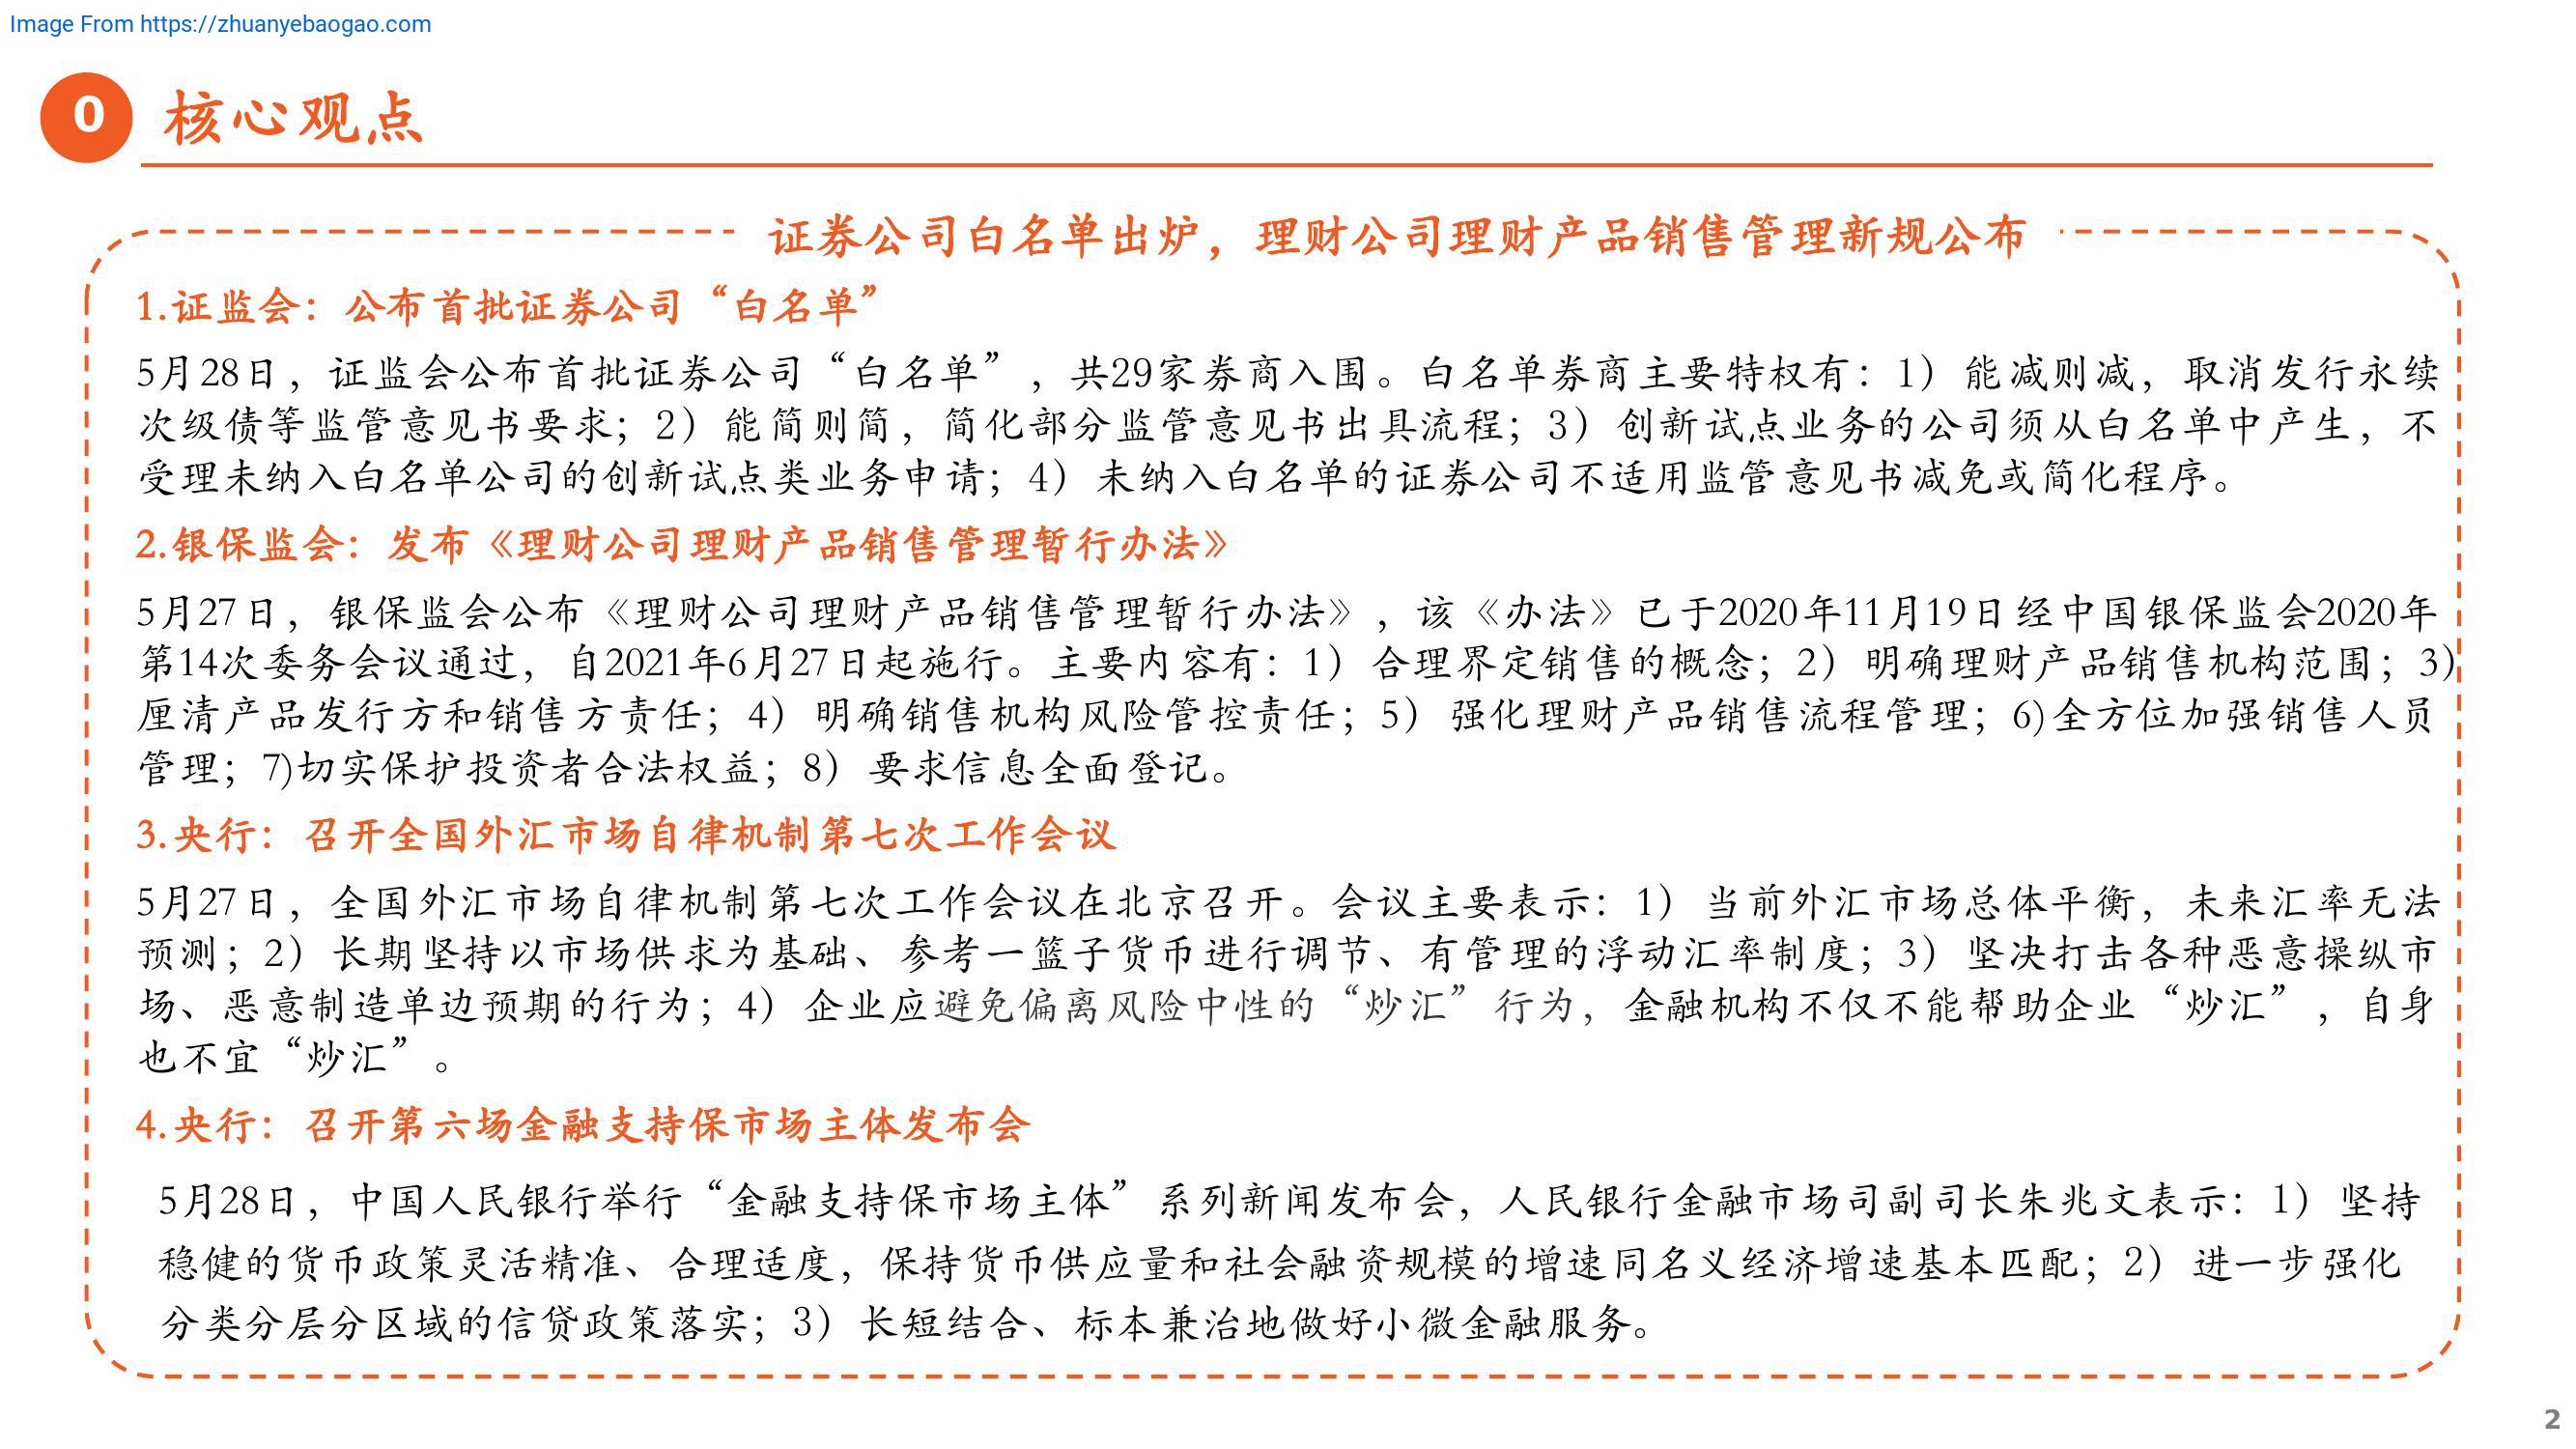 Image From https://zhuanyebaogao.com
0 核心观点
证券公司白名单出炉，理财公司理财产品销售管理新规公布
1.证监会：公布首批证券公司“白名单”
5月28日，证监会公布首批证券公司“白名单”，共29家券商入围。白名单券商主要特权有：1）能减则减，取消发行永续
次级债等监管意见书要求；2）能简则简，简化部分监管意见书出具流程；3）创新试点业务的公司须从白名单中产生，不
受理未纳入白名单公司的创新试点类业务申请；4）未纳入白名单的证券公司不适用监管意见书减免或简化程序。
2.银保监会：发布《理财公司理财产品销售管理暂行办法》
5月27日，银保监会公布《理财公司理财产品销售管理暂行办法》，该《办法》已于2020年11月19日经中国银保监会2020年
第14次委务会议通过，自2021年6月27日起施行。主要内容有：1）合理界定销售的概念；2）明确理财产品销售机构范围；3)
厘清产品发行方和销售方责任；4）明确销售机构风险管控责任；5）强化理财产品销售流程管理；6)全方位加强销售人员
管理；7)切实保护投资者合法权益；8）要求信息全面登记。
3.央行：召开全国外汇市场自律机制第七次工作会议
5月27日，全国外汇市场自律机制第七次工作会议在北京召开。会议主要表示：1）当前外汇市场总体平衡，未来汇率无法
预测；2）长期坚持以市场供求为基础、参考一篮子货币进行调节、有管理的浮动汇率制度；3）坚决打击各种恶意操纵市
场、恶意制造单边预期的行为；4）企业应避免偏离风险中性的“炒汇”行为，金融机构不仅不能帮助企业“炒汇”，自身
也不宜“炒汇”。
4.央行：召开第六场金融支持保市场主体发布会
5月28日，中国人民银行举行“金融支持保市场主体”系列新闻发布会，人民银行金融市场司副司长朱兆文表示：1）坚持
稳健的货币政策灵活精准、合理适度，保持货币供应量和社会融资规模的增速同名义经济增速基本匹配；2）进一步强化
分类分层分区域的信贷政策落实；3）长短结合、标本兼治地做好小微金融服务。
2